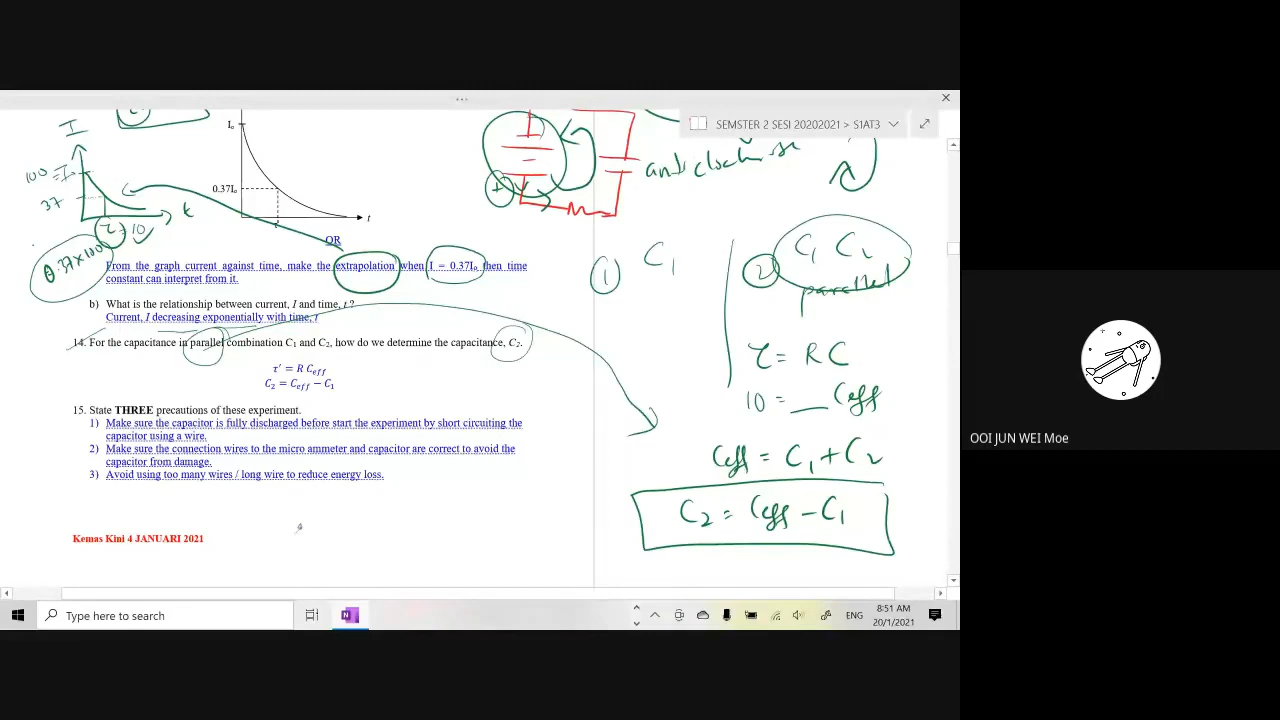 SEMSTER 2 SESI 20202021 > S1AT3
I
100 = I
37
t
τ = 10
0.37 x 100
I₀
0.37I₀
t
OR
From the graph current against time, make the extrapolation when I = 0.37I₀ then time
constant can interpret from it.
b) What is the relationship between current, I and time, t ?
Current, I decreasing exponentially with time, t
14. For the capacitance in parallel combination C1 and C2, how do we determine the capacitance, C2.
τ' = R Ceff
C₂ = Ceff − C₁
15. State THREE precautions of these experiment.
1) Make sure the capacitor is fully discharged before start the experiment by short circuiting the
capacitor using a wire.
2) Make sure the connection wires to the micro ammeter and capacitor are correct to avoid the
capacitor from damage.
3) Avoid using too many wires / long wire to reduce energy loss.
Kemas Kini 4 JANUARI 2021
+
anticlockwise
1 C₁
2 C₁ C₂
parallel
τ = R C
10 = __ Ceff
Ceff = C₁ + C₂
C₂ = Ceff − C₁
Type here to search
ENG
8:51 AM
20/1/2021
OOI JUN WEI Moe